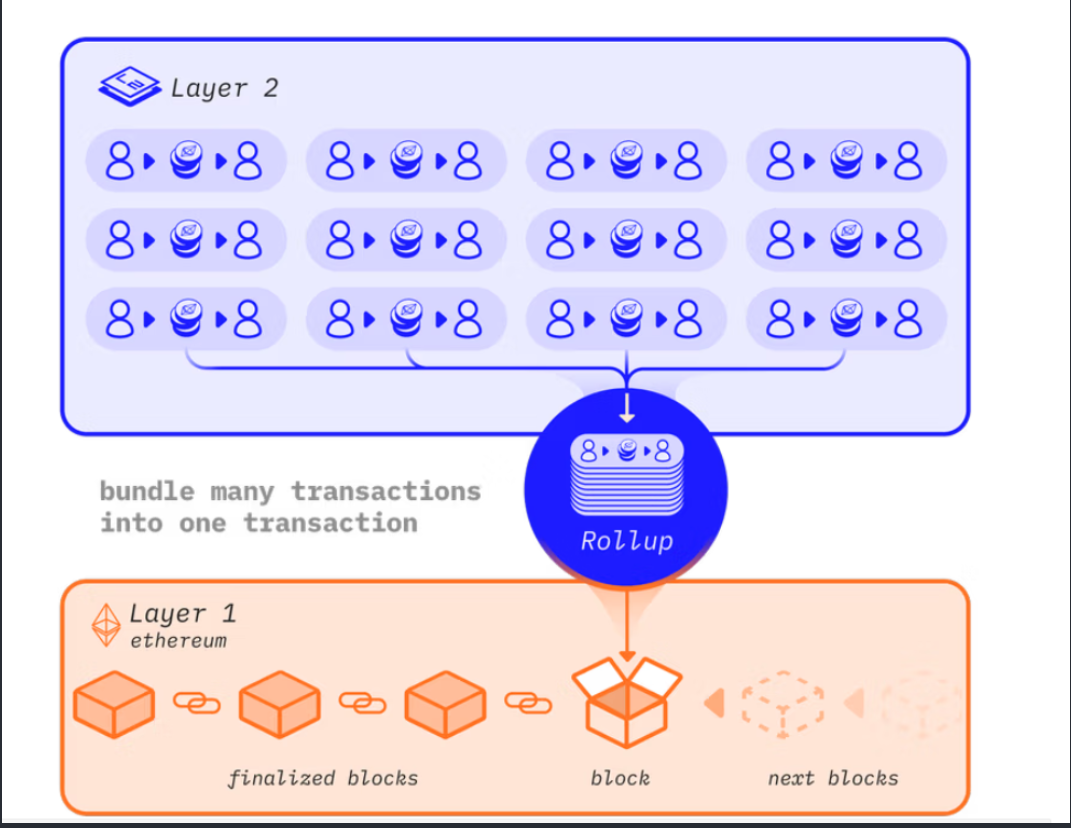 Layer 2
bundle many transactions
into one transaction
Rollup
Layer 1
ethereum
finalized blocks
block
next blocks